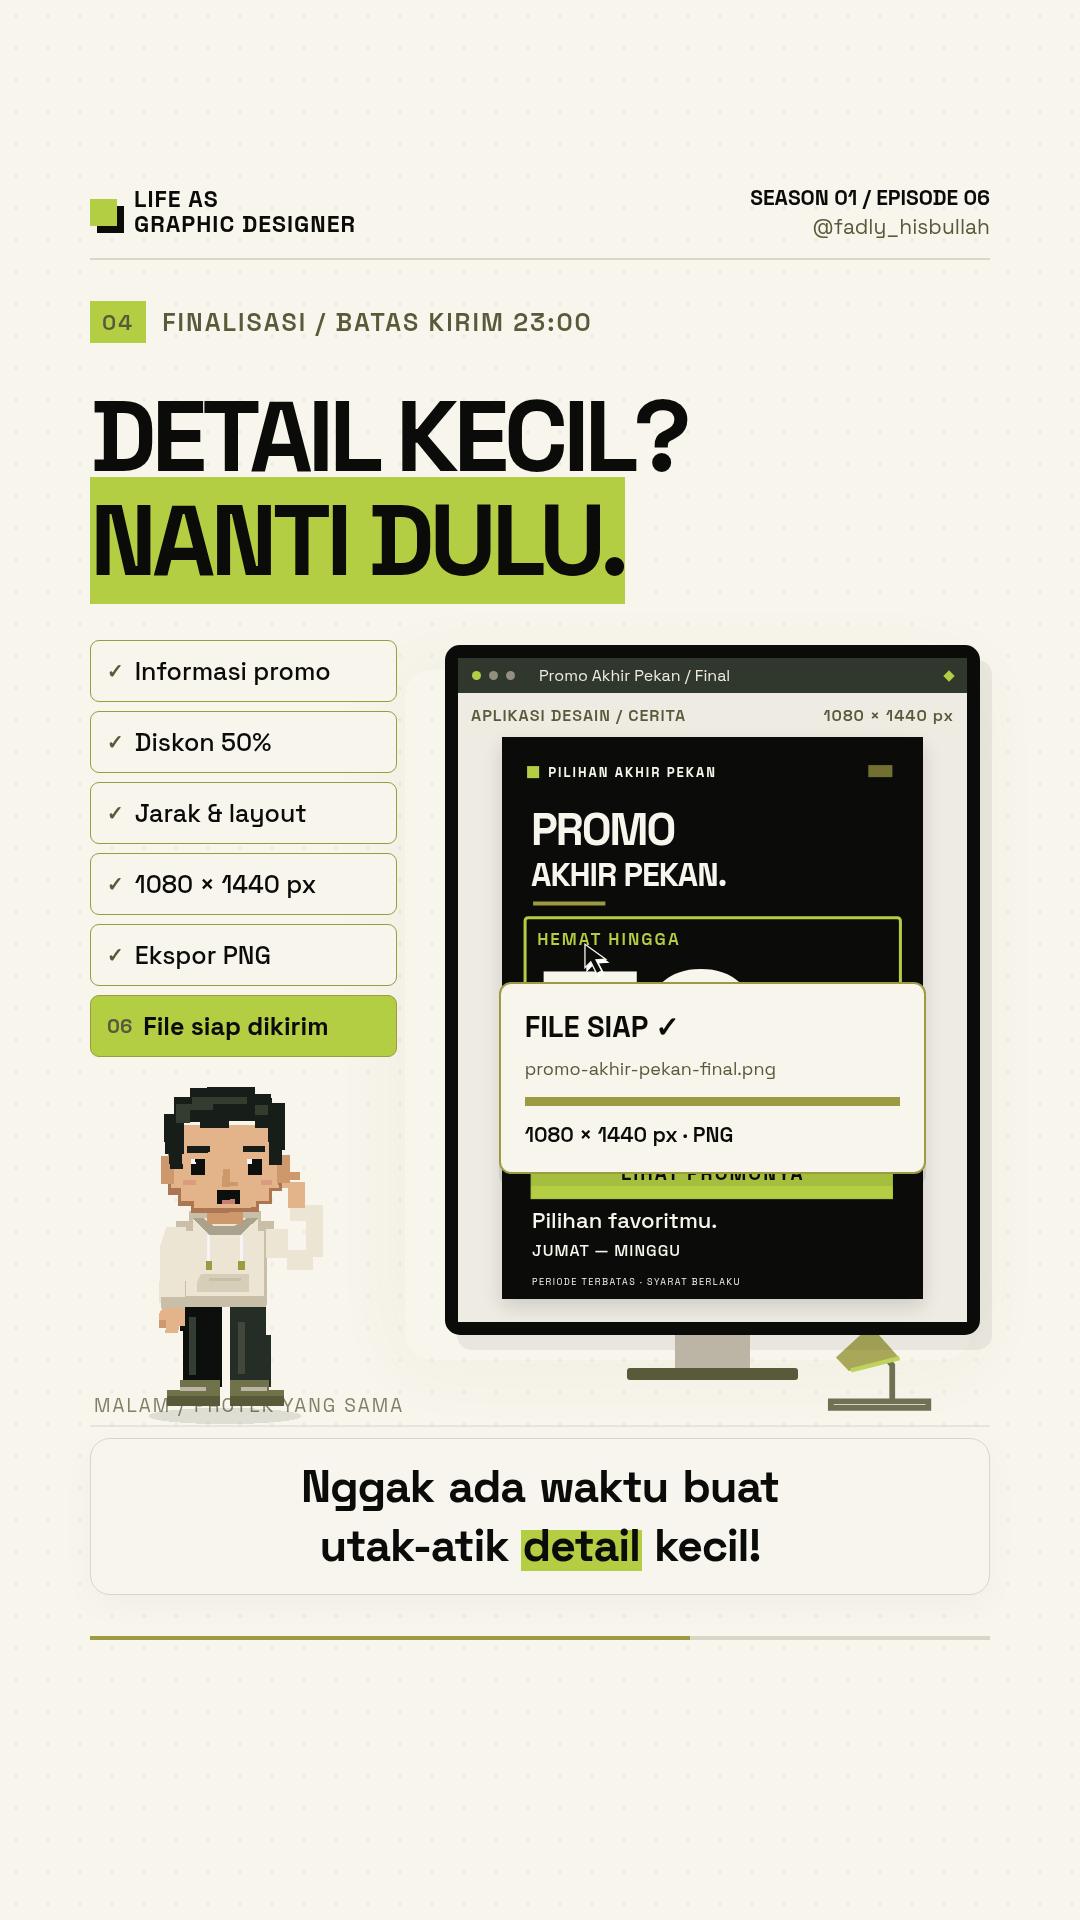 LIFE AS
GRAPHIC DESIGNER
SEASON 01 / EPISODE 06
@fadly_hisbullah
04 FINALISASI / BATAS KIRIM 23:00
DETAIL KECIL?
NANTI DULU.
✓ Informasi promo
✓ Diskon 50%
✓ Jarak & layout
✓ 1080 × 1440 px
✓ Ekspor PNG
06 File siap dikirim
Promo Akhir Pekan / Final
APLIKASI DESAIN / CERITA 1080 × 1440 px
PILIHAN AKHIR PEKAN
PROMO
AKHIR PEKAN.
HEMAT HINGGA
FILE SIAP ✓
promo-akhir-pekan-final.png
1080 × 1440 px · PNG
LIHAT PROMONYA
Pilihan favoritmu.
JUMAT — MINGGU
PERIODE TERBATAS · SYARAT BERLAKU
MALAM / PROYEK YANG SAMA
Nggak ada waktu buat
utak-atik detail kecil!